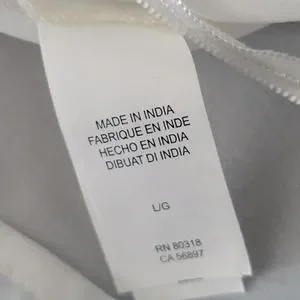 MADE IN INDIA
FABRIQUE EN INDE
HECHO EN INDIA
DIBUAT DI INDIA
L/G
RN 80318
CA 56897